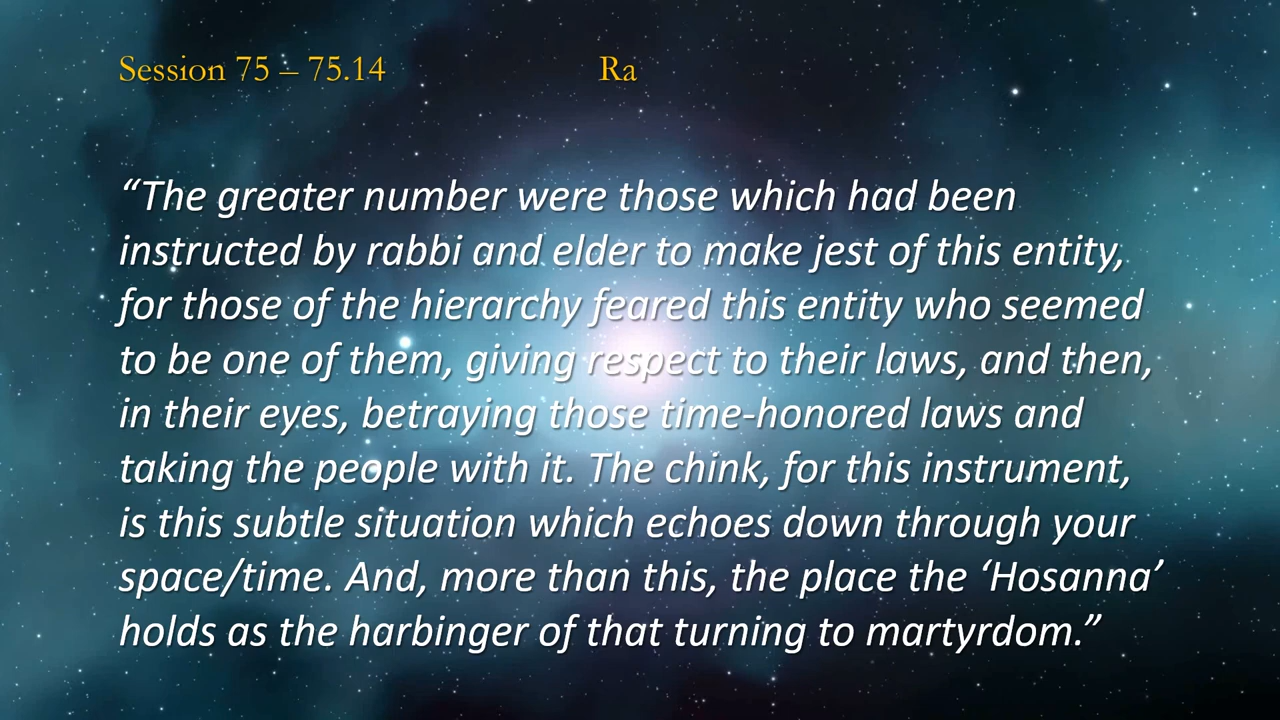 Session 75 – 75.14 Ra
“The greater number were those which had been
instructed by rabbi and elder to make jest of this entity,
for those of the hierarchy feared this entity who seemed
to be one of them, giving respect to their laws, and then,
in their eyes, betraying those time-honored laws and
taking the people with it. The chink, for this instrument,
is this subtle situation which echoes down through your
space/time. And, more than this, the place the ‘Hosanna’
holds as the harbinger of that turning to martyrdom.”